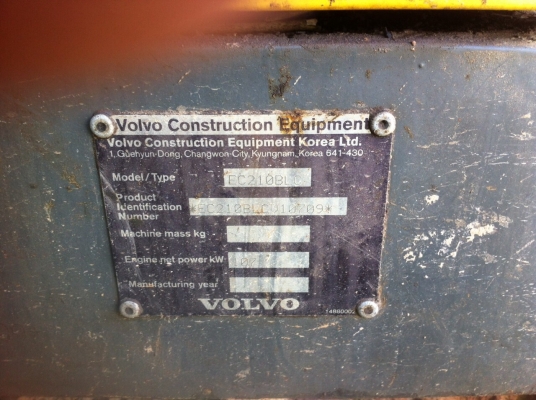 Volvo Construction Equipment
Volvo Construction Equipment Korea Ltd.
1, Guehyun-Dong, Changwon-City, Kyungnam, Korea 641-430
Model/Type EC210BLC
Product
Identification
Number
Machine mass kg
Engine net power kW
Manufacturing year
VOLVO